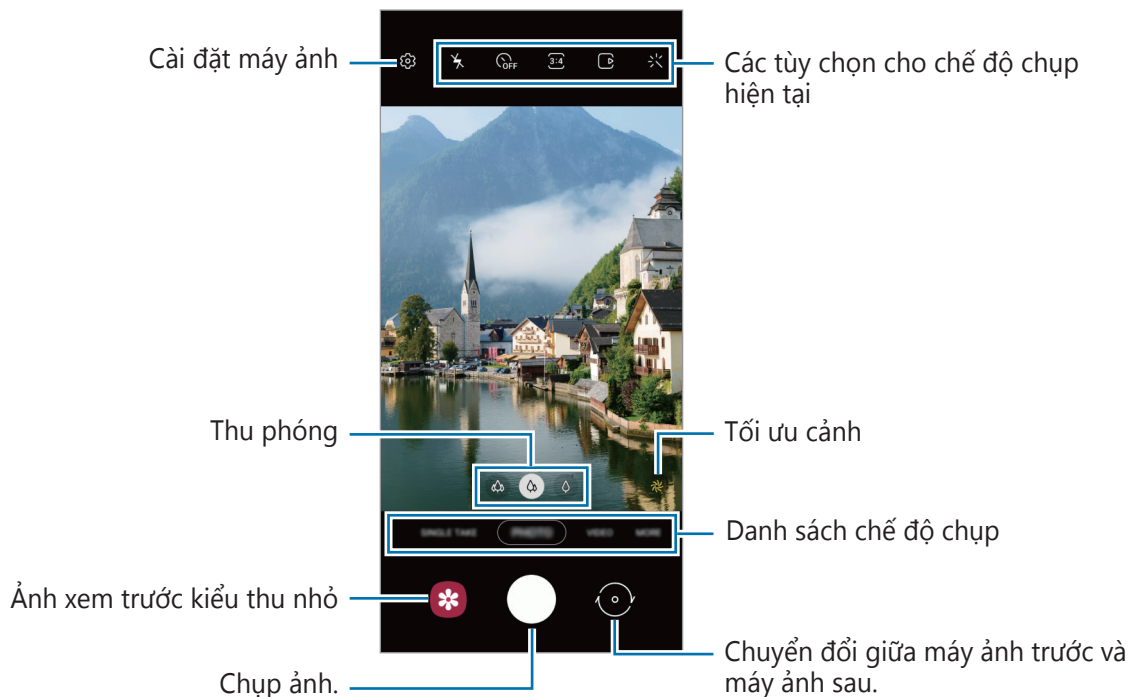 Cài đặt máy ảnh
OFF
3:4
Các tùy chọn cho chế độ chụp
hiện tại
Thu phóng
Tối ưu cảnh
SINGLE TAKE
PHOTO
VIDEO
MORE
Danh sách chế độ chụp
Ảnh xem trước kiểu thu nhỏ
Chụp ảnh.
Chuyển đổi giữa máy ảnh trước và
máy ảnh sau.